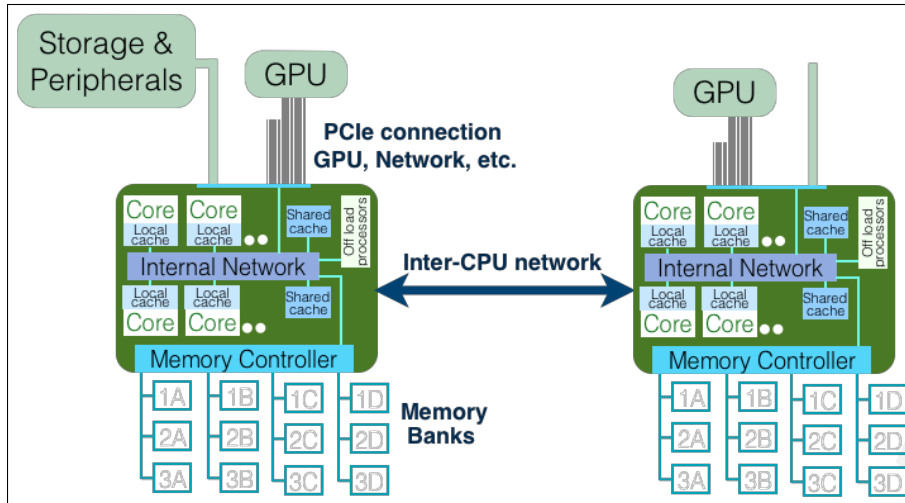 Storage &
Peripherals
GPU
PCIe connection
GPU, Network, etc.
Core
Local
cache
Core
Local
cache
Shared
cache
Off load
processors
Internal Network
Local
cache
Core
Local
cache
Core
Shared
cache
Memory Controller
1A 1B 1C 1D
2A 2B 2C 2D
3A 3B 3C 3D
Memory
Banks
Inter-CPU network
GPU
Core
Local
cache
Core
Local
cache
Shared
cache
Off load
processors
Internal Network
Local
cache
Core
Local
cache
Core
Shared
cache
Memory Controller
1A 1B 1C 1D
2A 2B 2C 2D
3A 3B 3C 3D